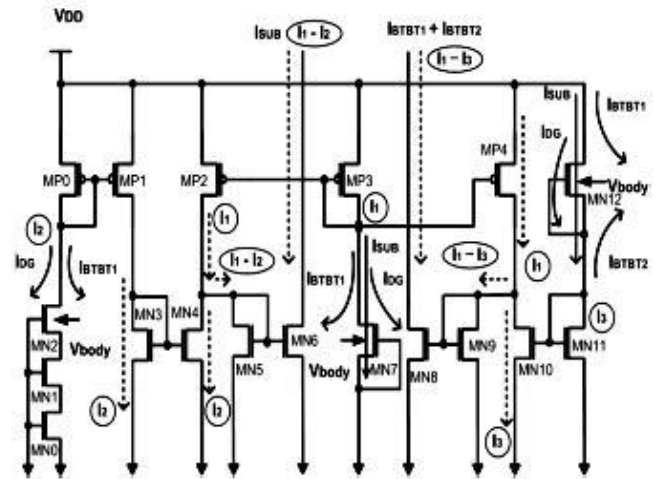 VDD
ISUB I1 - I2
IBTBT1 + IBTBT2
I1 – I3
ISUB
IBTBT1
IDG
MP0
MP1
MP2
MP3
MP4
Vbody
MN12
I2
I1
I1
ISUB
IDG
IBTBT1
I1 - I2
IBTBT1
IDG
I1 – I3
I1
IBTBT2
MN3
MN4
I3
MN2
Vbody
MN5
MN6
Vbody
MN7
MN8
MN9
MN10
MN11
MN1
I2
I2
I3
MN0